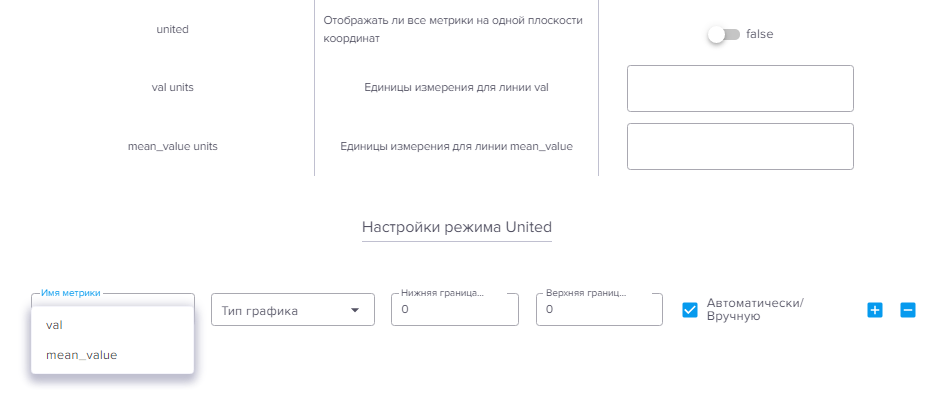 united
Отображать ли все метрики на одной плоскости
координат
false
val units
Единицы измерения для линии val
mean_value units
Единицы измерения для линии mean_value
Настройки режима United
Имя метрики
val
mean_value
Тип графика
Нижняя граница...
0
Верхняя границ...
0
Автоматически/
Вручную